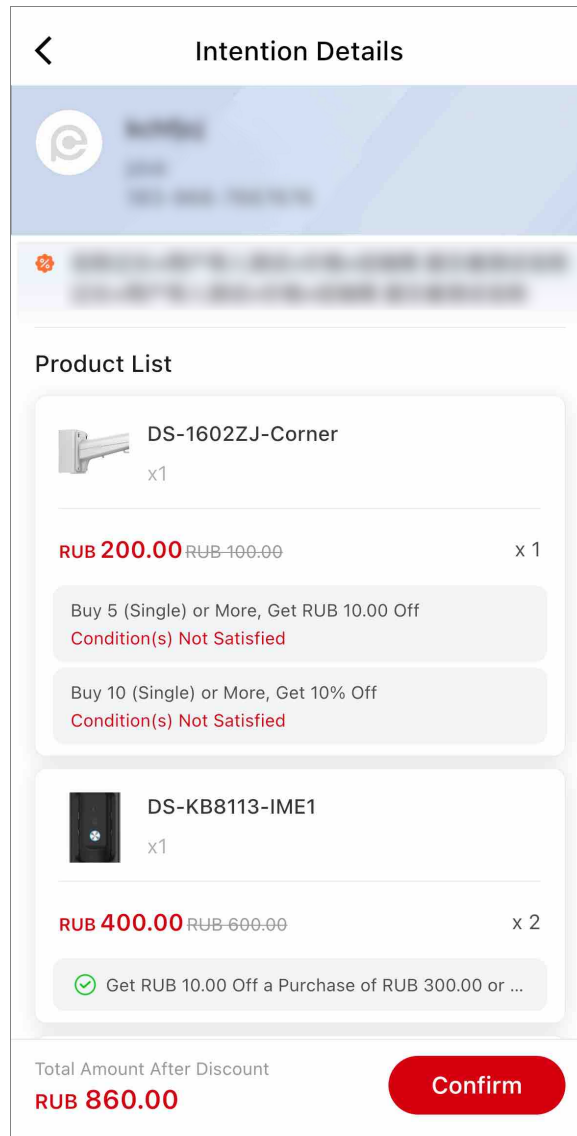 Intention Details
Product List
DS-1602ZJ-Corner
x1
RUB 200.00 RUB 100.00 x 1
Buy 5 (Single) or More, Get RUB 10.00 Off
Condition(s) Not Satisfied
Buy 10 (Single) or More, Get 10% Off
Condition(s) Not Satisfied
DS-KB8113-IME1
x1
RUB 400.00 RUB 600.00 x 2
Get RUB 10.00 Off a Purchase of RUB 300.00 or ...
Total Amount After Discount
RUB 860.00
Confirm